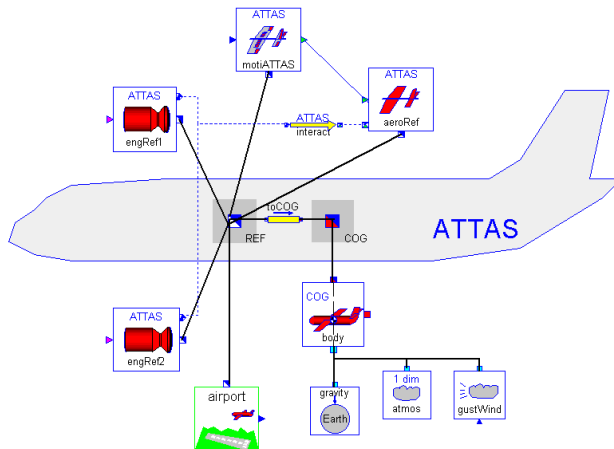 ATTAS
motiATTAS
ATTAS
aeroRef
ATTAS
engRef1
ATTAS
interact
toCOG
REF
COG
ATTAS
COG
body
ATTAS
engRef2
airport
gravity
Earth
1 dim
atmos
gustWind